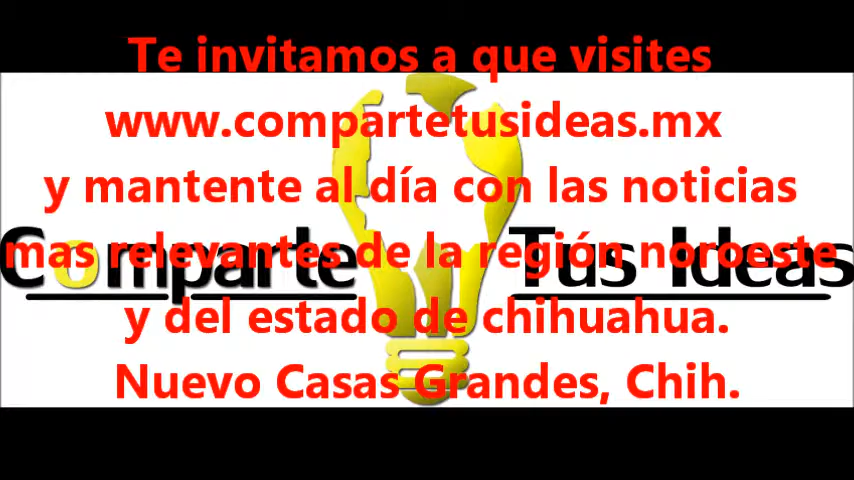 Te invitamos a que visites
www.compartetusideas.mx
y mantente al día con las noticias
mas relevantes de la región noroeste
Comparte Tus Ideas
y del estado de chihuahua.
Nuevo Casas Grandes, Chih.